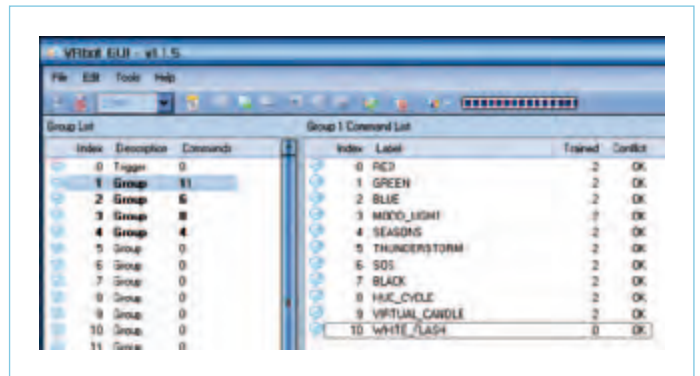 VRbot GUI - v1.1.5
File Edit Tools Help
Group List
Group 1 Command List
Index Description Commands
Index Label Trained Conflict
0 Trigger 0
0 RED 2 OK
1 Group 11
1 GREEN 2 OK
2 Group 6
2 BLUE 2 OK
3 Group 8
3 MOOD_LIGHT 2 OK
4 Group 4
4 SEASONS 2 OK
5 Group 0
5 THUNDERSTORM 2 OK
6 Group 0
6 SOS 2 OK
7 Group 0
7 BLACK 2 OK
8 Group 0
8 HUE_CYCLE 2 OK
9 Group 0
9 VIRTUAL_CANDLE 2 OK
10 Group 0
10 WHITE_FLASH 0 OK
11 Group 0